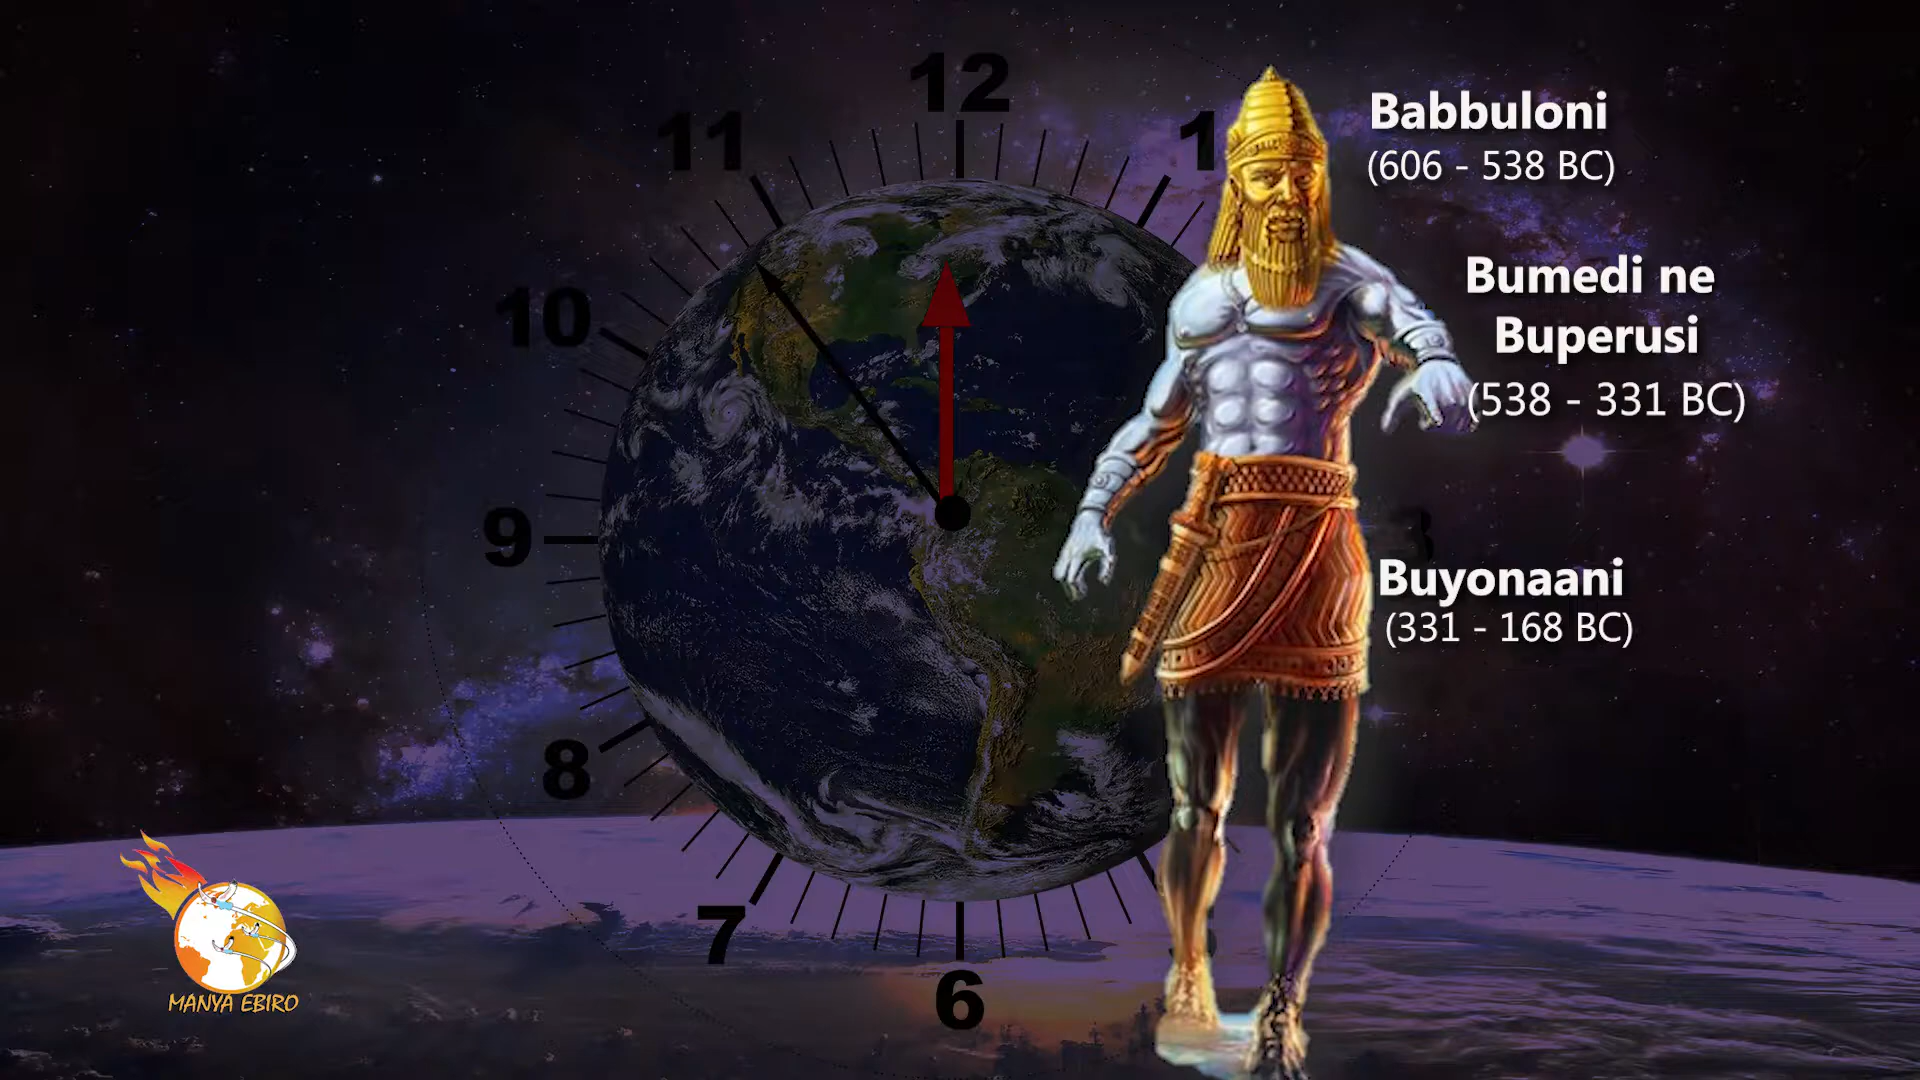 12
11
1
10
9
3
8
7
6
Babbuloni
(606 - 538 BC)
Bumedi ne
Buperusi
(538 - 331 BC)
Buyonaani
(331 - 168 BC)
MANYA EBIRO